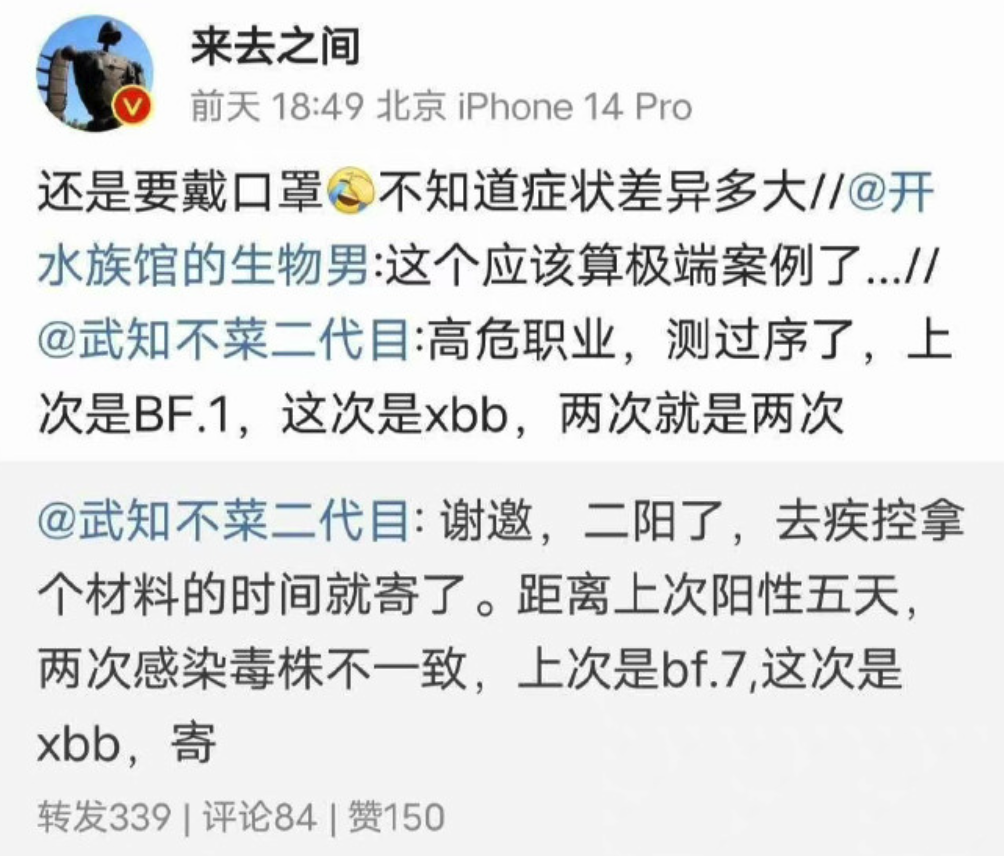 来去之间
前天 18:49 北京 iPhone 14 Pro
还是要戴口罩🤣不知道症状差异多大//@开
水族馆的生物男:这个应该算极端案例了...//
@武知不菜二代目:高危职业，测过序了，上
次是BF.1，这次是xbb，两次就是两次
@武知不菜二代目: 谢邀，二阳了，去疾控拿
个材料的时间就寄了。距离上次阳性五天，
两次感染毒株不一致，上次是bf.7,这次是
xbb，寄
转发339 | 评论84 | 赞150